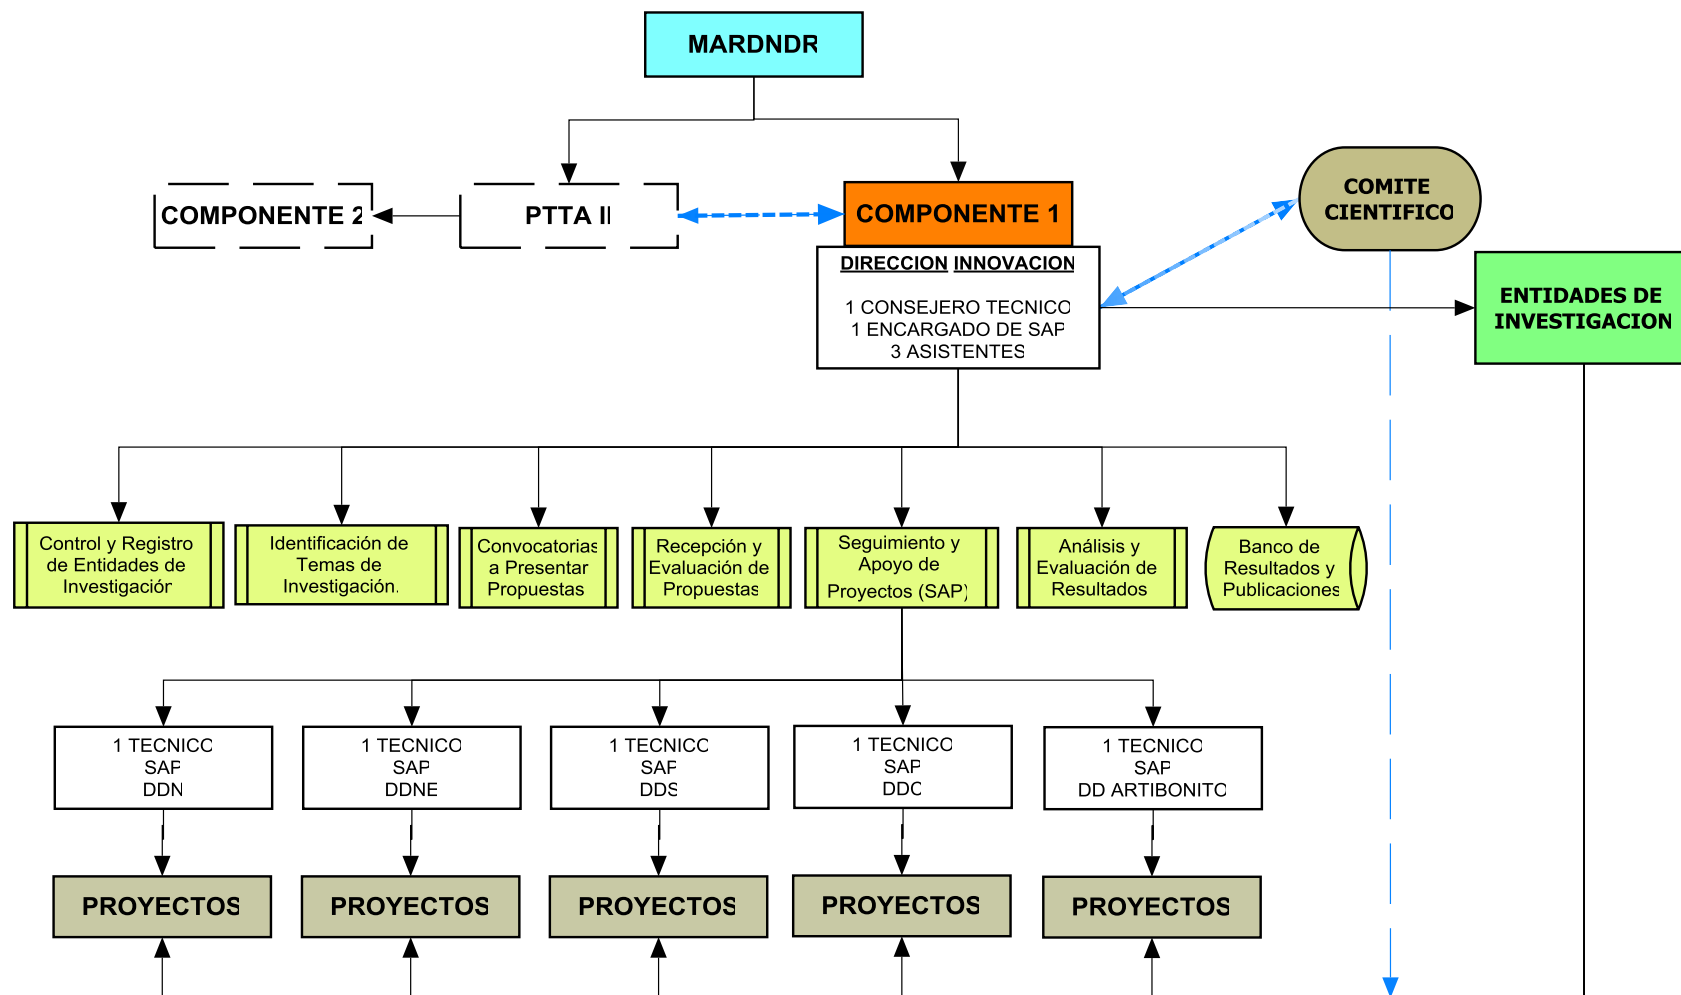 MARDNDR
COMPONENTE 2
PTTA II
COMPONENTE 1
COMITE
CIENTIFICO
DIRECCION INNOVACION
1 CONSEJERO TECNICO
1 ENCARGADO DE SAP
3 ASISTENTES
ENTIDADES DE
INVESTIGACION
Control y Registro
de Entidades de
Investigación
Identificación de
Temas de
Investigación.
Convocatorias
a Presentar
Propuestas
Recepción y
Evaluación de
Propuestas
Seguimiento y
Apoyo de
Proyectos (SAP)
Análisis y
Evaluación de
Resultados
Banco de
Resultados y
Publicaciones
1 TECNICO
SAP
DDN
1 TECNICO
SAP
DDNE
1 TECNICO
SAP
DDS
1 TECNICO
SAP
DDC
1 TECNICO
SAP
DD ARTIBONITO
PROYECTOS
PROYECTOS
PROYECTOS
PROYECTOS
PROYECTOS